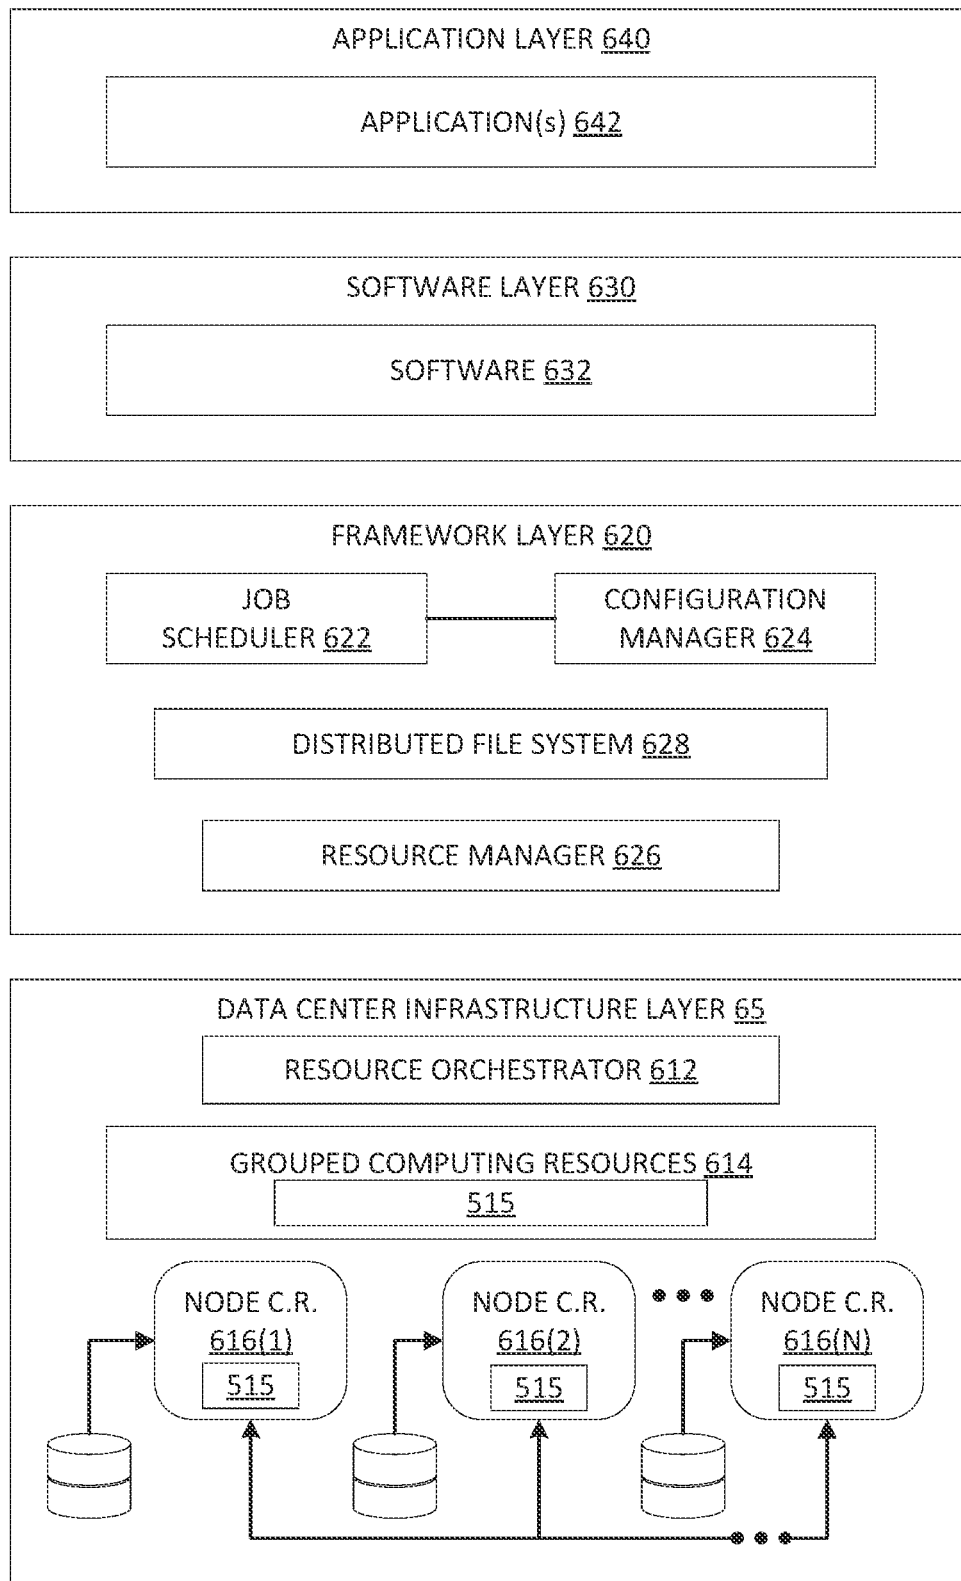 APPLICATION LAYER 640
APPLICATION(s) 642
SOFTWARE LAYER 630
SOFTWARE 632
FRAMEWORK LAYER 620
JOB
SCHEDULER 622
CONFIGURATION
MANAGER 624
DISTRIBUTED FILE SYSTEM 628
RESOURCE MANAGER 626
DATA CENTER INFRASTRUCTURE LAYER 65
RESOURCE ORCHESTRATOR 612
GROUPED COMPUTING RESOURCES 614
515
NODE C.R.
616(1)
515
NODE C.R.
616(2)
515
NODE C.R.
616(N)
515